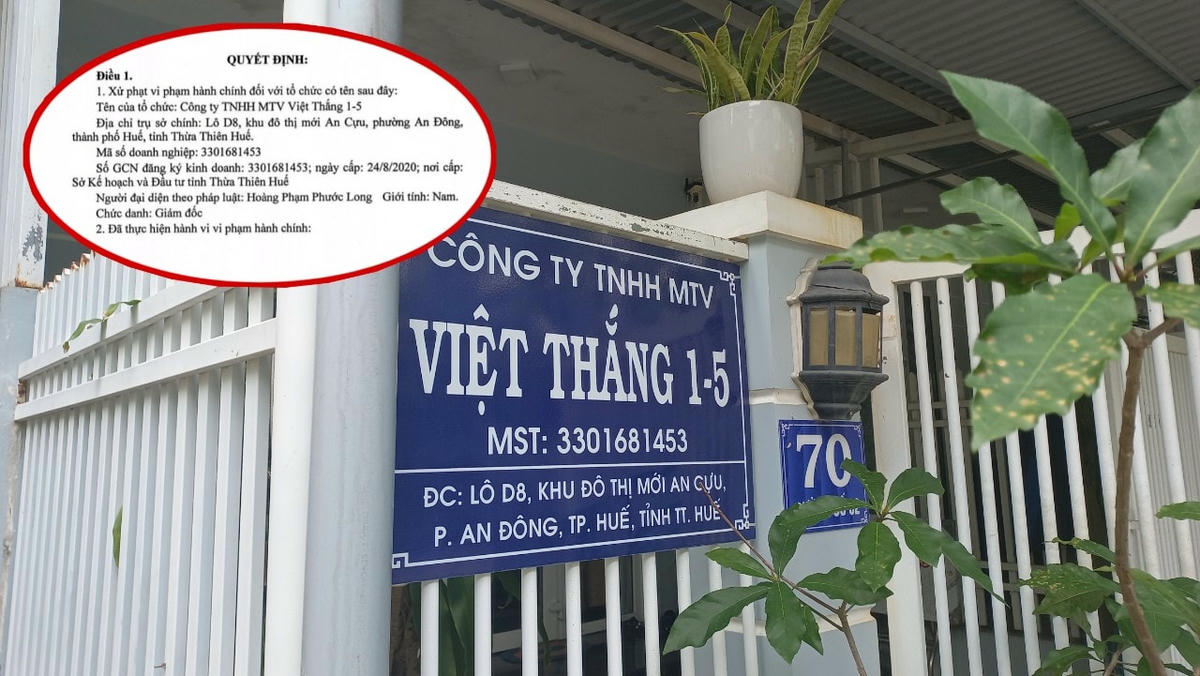 QUYẾT ĐỊNH:
Điều 1.
1. Xử phạt vi phạm hành chính đối với tổ chức có tên sau đây:
Tên của tổ chức: Công ty TNHH MTV Việt Thắng 1-5
Địa chỉ trụ sở chính: Lô D8, khu đô thị mới An Cựu, phường An Đông,
thành phố Huế, tỉnh Thừa Thiên Huế.
Mã số doanh nghiệp: 3301681453
Số GCN đăng ký kinh doanh: 3301681453; ngày cấp: 24/8/2020; nơi cấp:
Sở Kế hoạch và Đầu tư tỉnh Thừa Thiên Huế
Người đại diện theo pháp luật: Hoàng Phạm Phước Long Giới tính: Nam.
Chức danh: Giám đốc
2. Đã thực hiện hành vi vi phạm hành chính:
CÔNG TY TNHH MTV
VIỆT THẮNG 1-5
MST: 3301681453
ĐC: LÔ D8, KHU ĐÔ THỊ MỚI AN CỰU,
P. AN ĐÔNG, TP. HUẾ, TỈNH TT. HUẾ
70